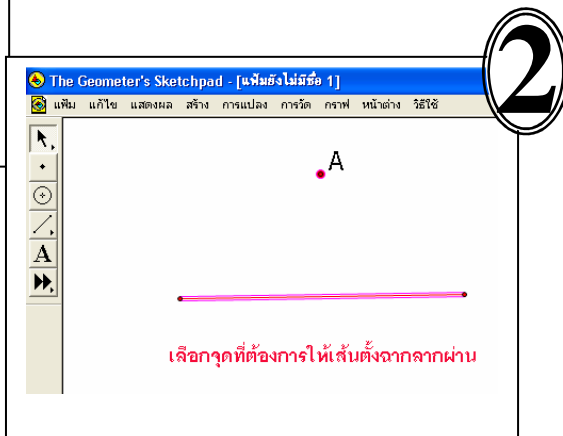 2
The Geometer's Sketchpad - [แฟ้มยังไม่มีชื่อ 1]
แฟ้ม แก้ไข แสดงผล สร้าง การแปลง การวัด กราฟ หน้าต่าง วิธีใช้
A
A
เลือกจุดที่ต้องการให้เส้นตั้งฉากลากผ่าน